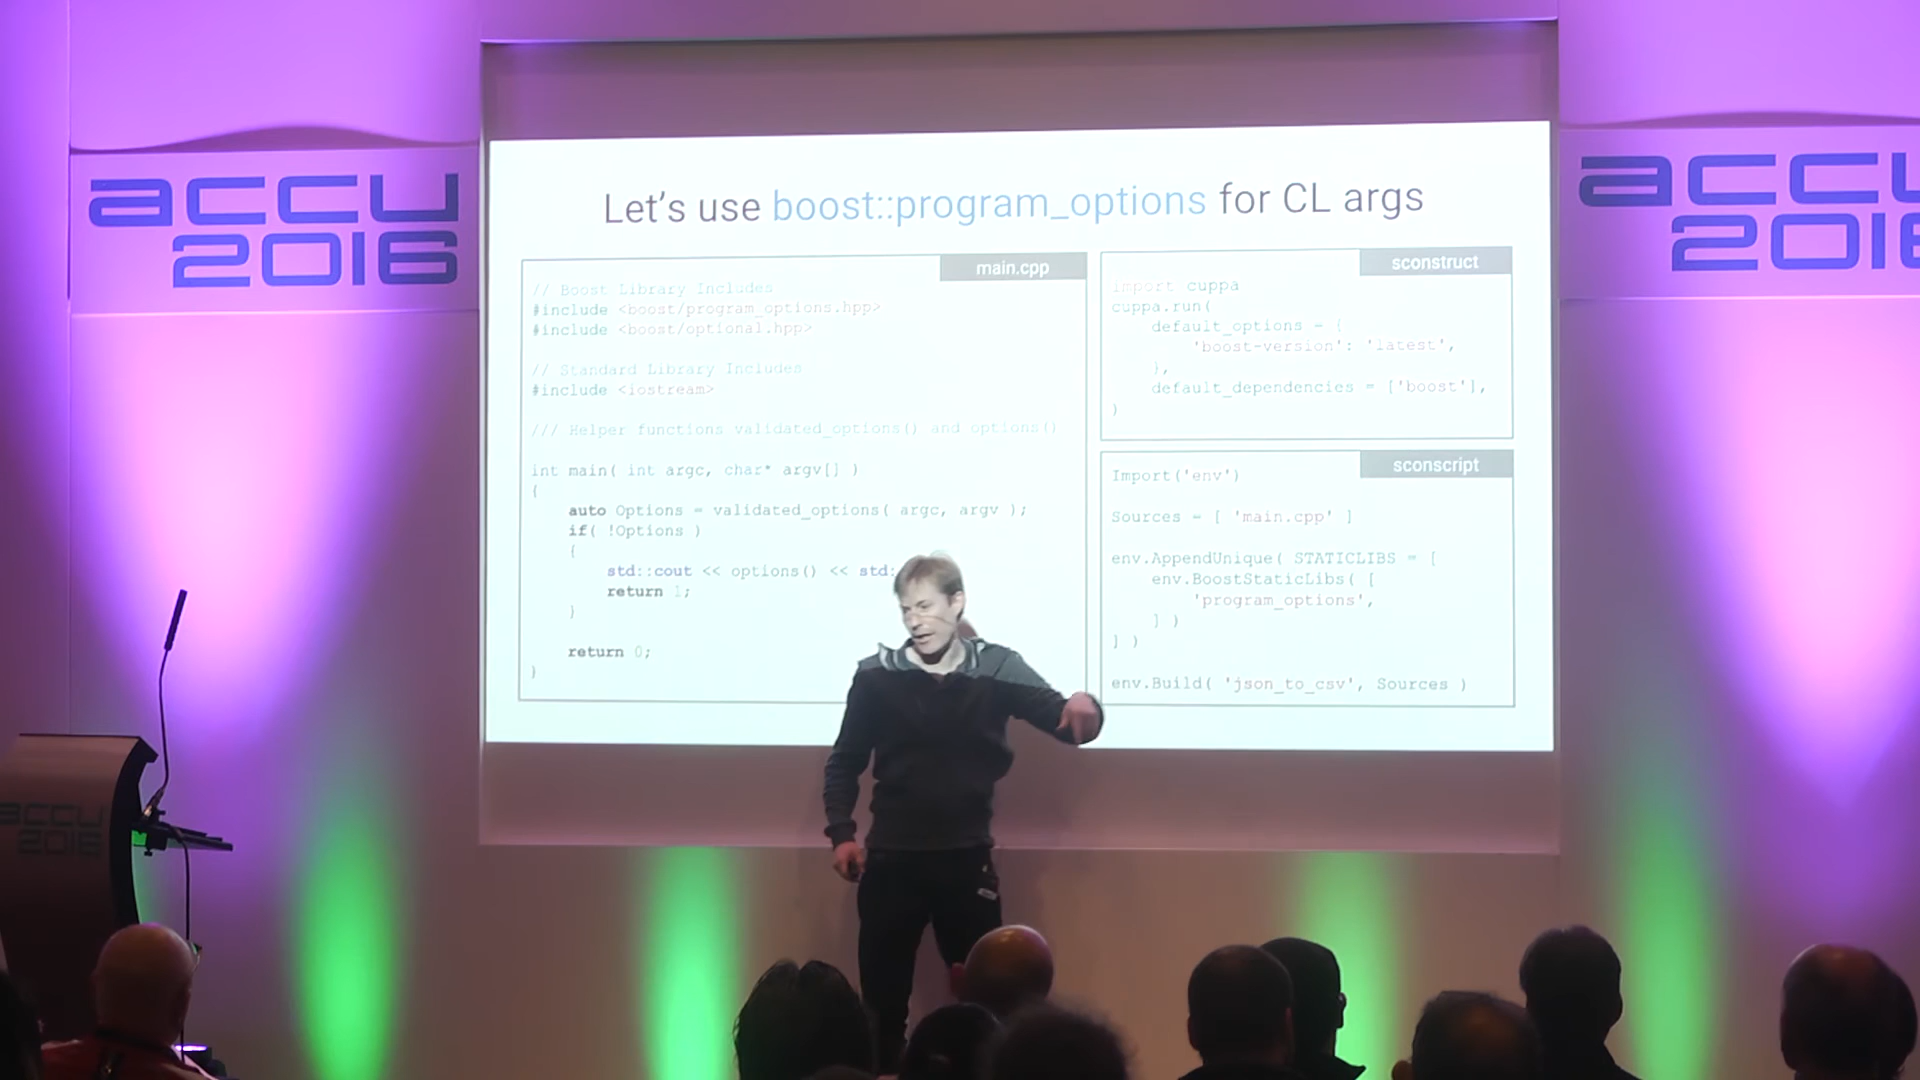 accu
2016
accu
Let's use boost::program_options for CL args
main.cpp
// Boost Library Includes
#include <boost/program_options.hpp>
#include <boost/optional.hpp>
// Standard Library Includes
#include <iostream>
/// Helper functions validated_options() and options()
int main( int argc, char* argv[] )
{
auto Options = validated_options( argc, argv );
if( !Options )
{
std::cout << options() << std:
return 1;
}
return 0;
}
sconstruct
import cuppa
cuppa.run(
default_options = {
'boost-version': 'latest',
},
default_dependencies = ['boost'],
)
sconscript
Import('env')
Sources = [ 'main.cpp' ]
env.AppendUnique( STATICLIBS = [
env.BoostStaticLibs( [
'program_options',
] )
] )
env.Build( 'json_to_csv', Sources )
accu
2016